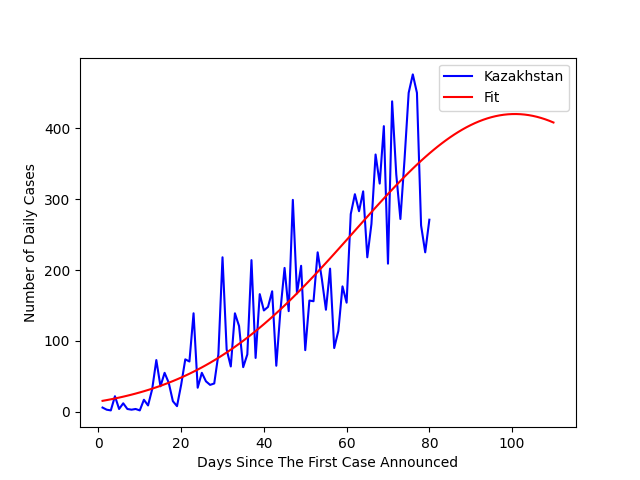 Kazakhstan
Fit
400
300
200
100
0
Number of Daily Cases
0 20 40 60 80 100
Days Since The First Case Announced